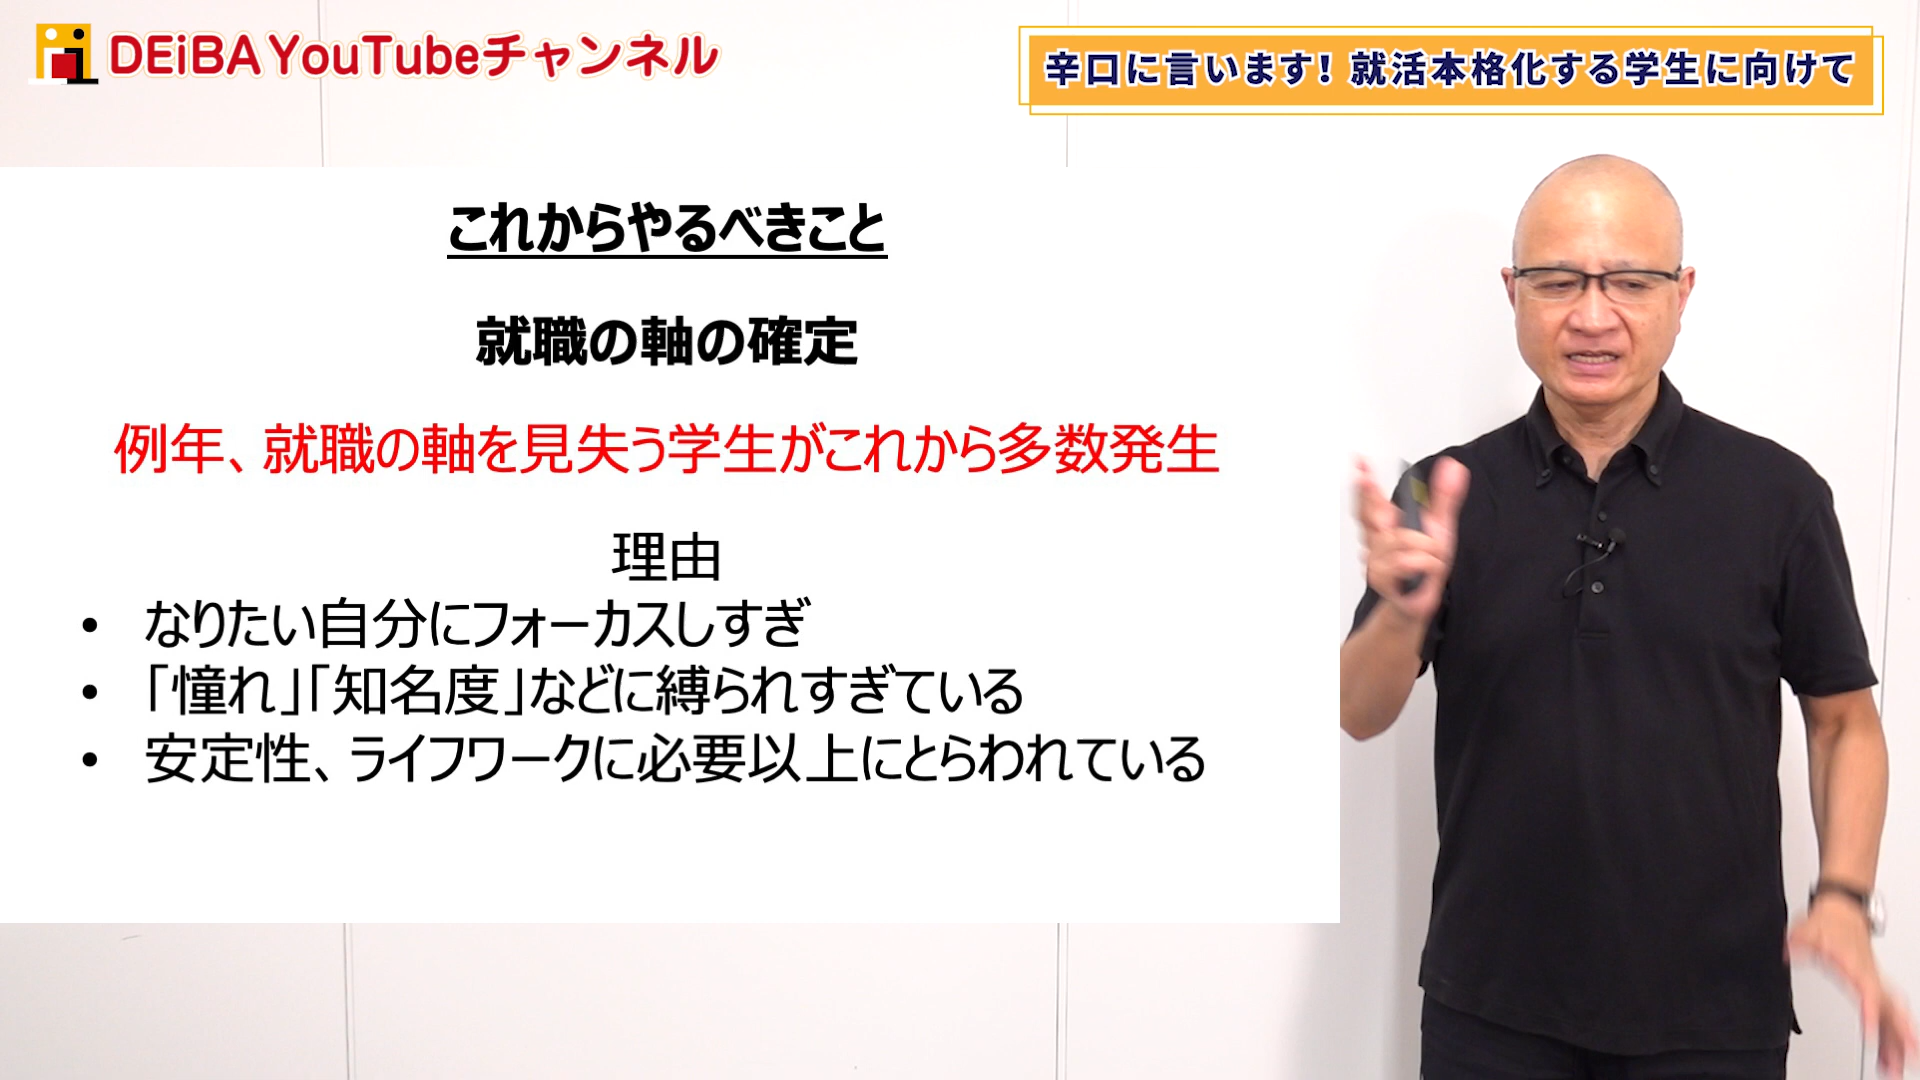 DEiBA YouTubeチャンネル
辛口に言います! 就活本格化する学生に向けて
これからやるべきこと
就職の軸の確定
例年、就職の軸を見失う学生がこれから多数発生
理由
• なりたい自分にフォーカスしすぎ
• 「憧れ」「知名度」などに縛られすぎている
• 安定性、ライフワークに必要以上にとらわれている